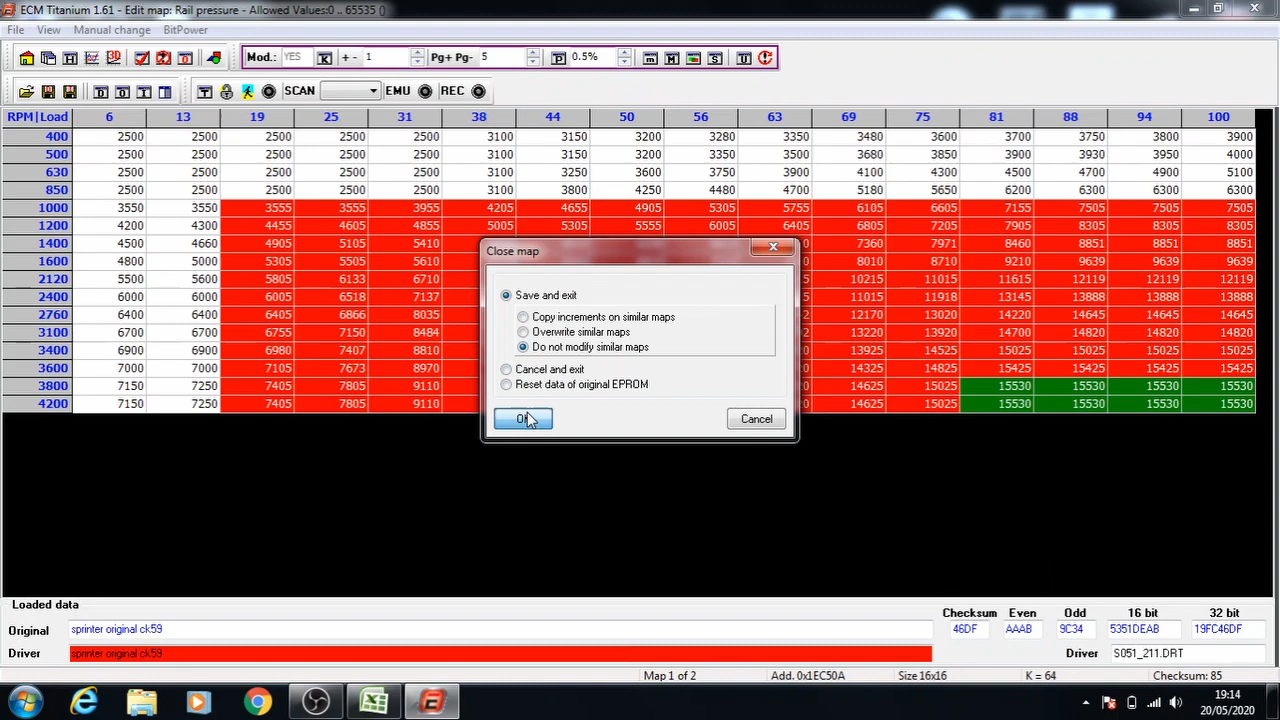 ECM Titanium 1.61 - Edit map: Rail pressure - Allowed Values:0 .. 65535 ()
File View Manual change BitPower
Mod.: YES K + - 1 Pg+ Pg- 5 P 0.5% m M S U
D O I T SCAN EMU REC
RPM|Load 6 13 19 25 31 38 44 50 56 63 69 75 81 88 94 100
400 2500 2500 2500 2500 2500 3100 3150 3200 3280 3350 3480 3600 3700 3750 3800 3900
500 2500 2500 2500 2500 2500 3100 3150 3200 3350 3500 3680 3850 3900 3930 3950 4000
630 2500 2500 2500 2500 2500 3100 3250 3600 3750 3900 4100 4300 4500 4700 4900 5100
850 2500 2500 2500 2500 2500 3100 3800 4250 4480 4700 5180 5650 6200 6300 6300 6300
1000 3550 3550 3555 3555 3955 4205 4655 4905 5305 5755 6105 6605 7155 7505 7505 7505
1200 4200 4300 4455 4605 4855 5005 5305 5555 6005 6405 6805 7205 7905 8305 8305 8305
1400 4500 4660 4905 5105 5410 7360 7971 8460 8851 8851 8851
1600 4800 5000 5305 5505 5610 8010 8710 9210 9639 9639 9639
2120 5500 5600 5805 6133 6710 10215 11015 11615 12119 12119 12119
2400 6000 6000 6005 6518 7137 11015 11918 13145 13888 13888 13888
2760 6400 6400 6405 6866 8035 12170 13020 14220 14645 14645 14645
3100 6700 6700 6755 7150 8484 13220 13920 14700 14820 14820 14820
3400 6900 6900 6980 7407 8810 13925 14525 15025 15025 15025 15025
3600 7000 7000 7105 7673 8970 14325 14825 15425 15425 15425 15425
3800 7150 7250 7405 7805 9110 14625 15025 15530 15530 15530 15530
4200 7150 7250 7405 7805 9110 14625 15025 15530 15530 15530 15530
Close map
Save and exit
Copy increments on similar maps
Overwrite similar maps
Do not modify similar maps
Cancel and exit
Reset data of original EPROM
Cancel
Loaded data
Checksum Even Odd 16 bit 32 bit
Original sprinter original ck59 46DF AAAB 9C34 5351DEAB 19FC46DF
Driver sprinter original ck59 Driver S051_211.DRT
Map 1 of 2 Add. 0x1EC50A Size 16x16 K = 64 Checksum: 85
19:14
20/05/2020